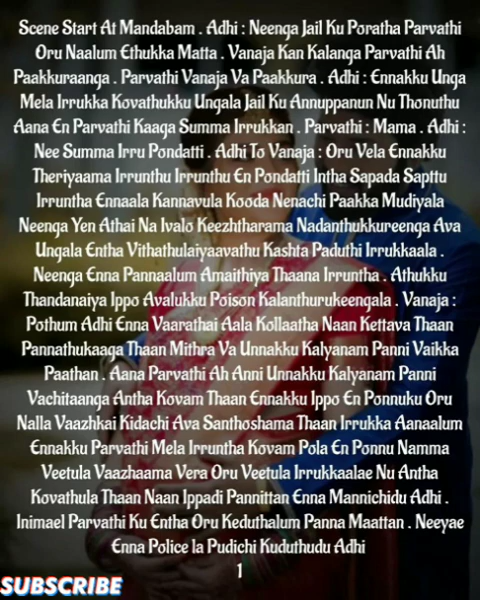 Scene Start At Mandabam . Adhi : Neenga Jail Ku Poratha Parvathi
Oru Naalum Ethukka Matta . Vanaja Kan Kalanga Parvathi Ah
Paakkuraanga . Parvathi Vanaja Va Paakkura . Adhi : Ennakku Unga
Mela Irrukka Kovathukku Ungala Jail Ku Annuppanun Nu Thonuthu
Aana En Parvathi Kaaga Summa Irrukkan . Parvathi : Mama . Adhi :
Nee Summa Irru Pondatti . Adhi To Vanaja : Oru Vela Ennakku
Theriyaama Irrunthu Irrunthu En Pondatti Intha Sapada Sapttu
Irruntha Ennaala Kannavula Kooda Nenachi Paakka Mudiyala
Neenga Yen Athai Na Ivalo Keezhtharama Nadanthukkureenga Ava
Ungala Entha Vithathulaiyaavathu Kashta Paduthi Irrukkaala .
Neenga Enna Pannaalum Amaithiya Thaana Irruntha . Athukku
Thandanaiya Ippo Avalukku Poison Kalanthurukeengala . Vanaja :
Pothum Adhi Enna Vaarathai Aala Kollaatha Naan Kettava Thaan
Pannathukaaga Thaan Mithra Va Unnakku Kalyanam Panni Vaikka
Paathan . Aana Parvathi Ah Anni Unnakku Kalyanam Panni
Vachitaanga Antha Kovam Thaan Ennakku Ippo En Ponnuku Oru
Nalla Vaazhkai Kidachi Ava Santhoshama Thaan Irrukka Aanaalum
Ennakku Parvathi Mela Irruntha Kovam Pola En Ponnu Namma
Veetula Vaazhaama Vera Oru Veetula Irrukkaalae Nu Antha
Kovathula Thaan Naan Ippadi Pannittan Enna Mannichidu Adhi .
Inimael Parvathi Ku Entha Oru Keduthalum Panna Maattan . Neeyae
Enna Police la Pudichi Kuduthudu Adhi
1
SUBSCRIBE